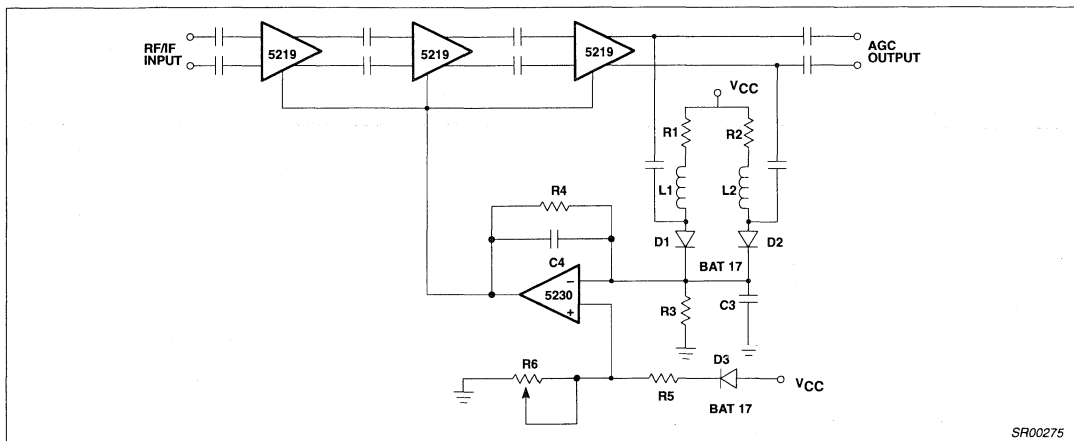 RF/IF
INPUT
5219
5219
5219
AGC
OUTPUT
VCC
R1
R2
L1
L2
R4
D1
D2
C4
BAT 17
–
5230
+
R3
C3
R6
D3
R5
VCC
BAT 17
SR00275